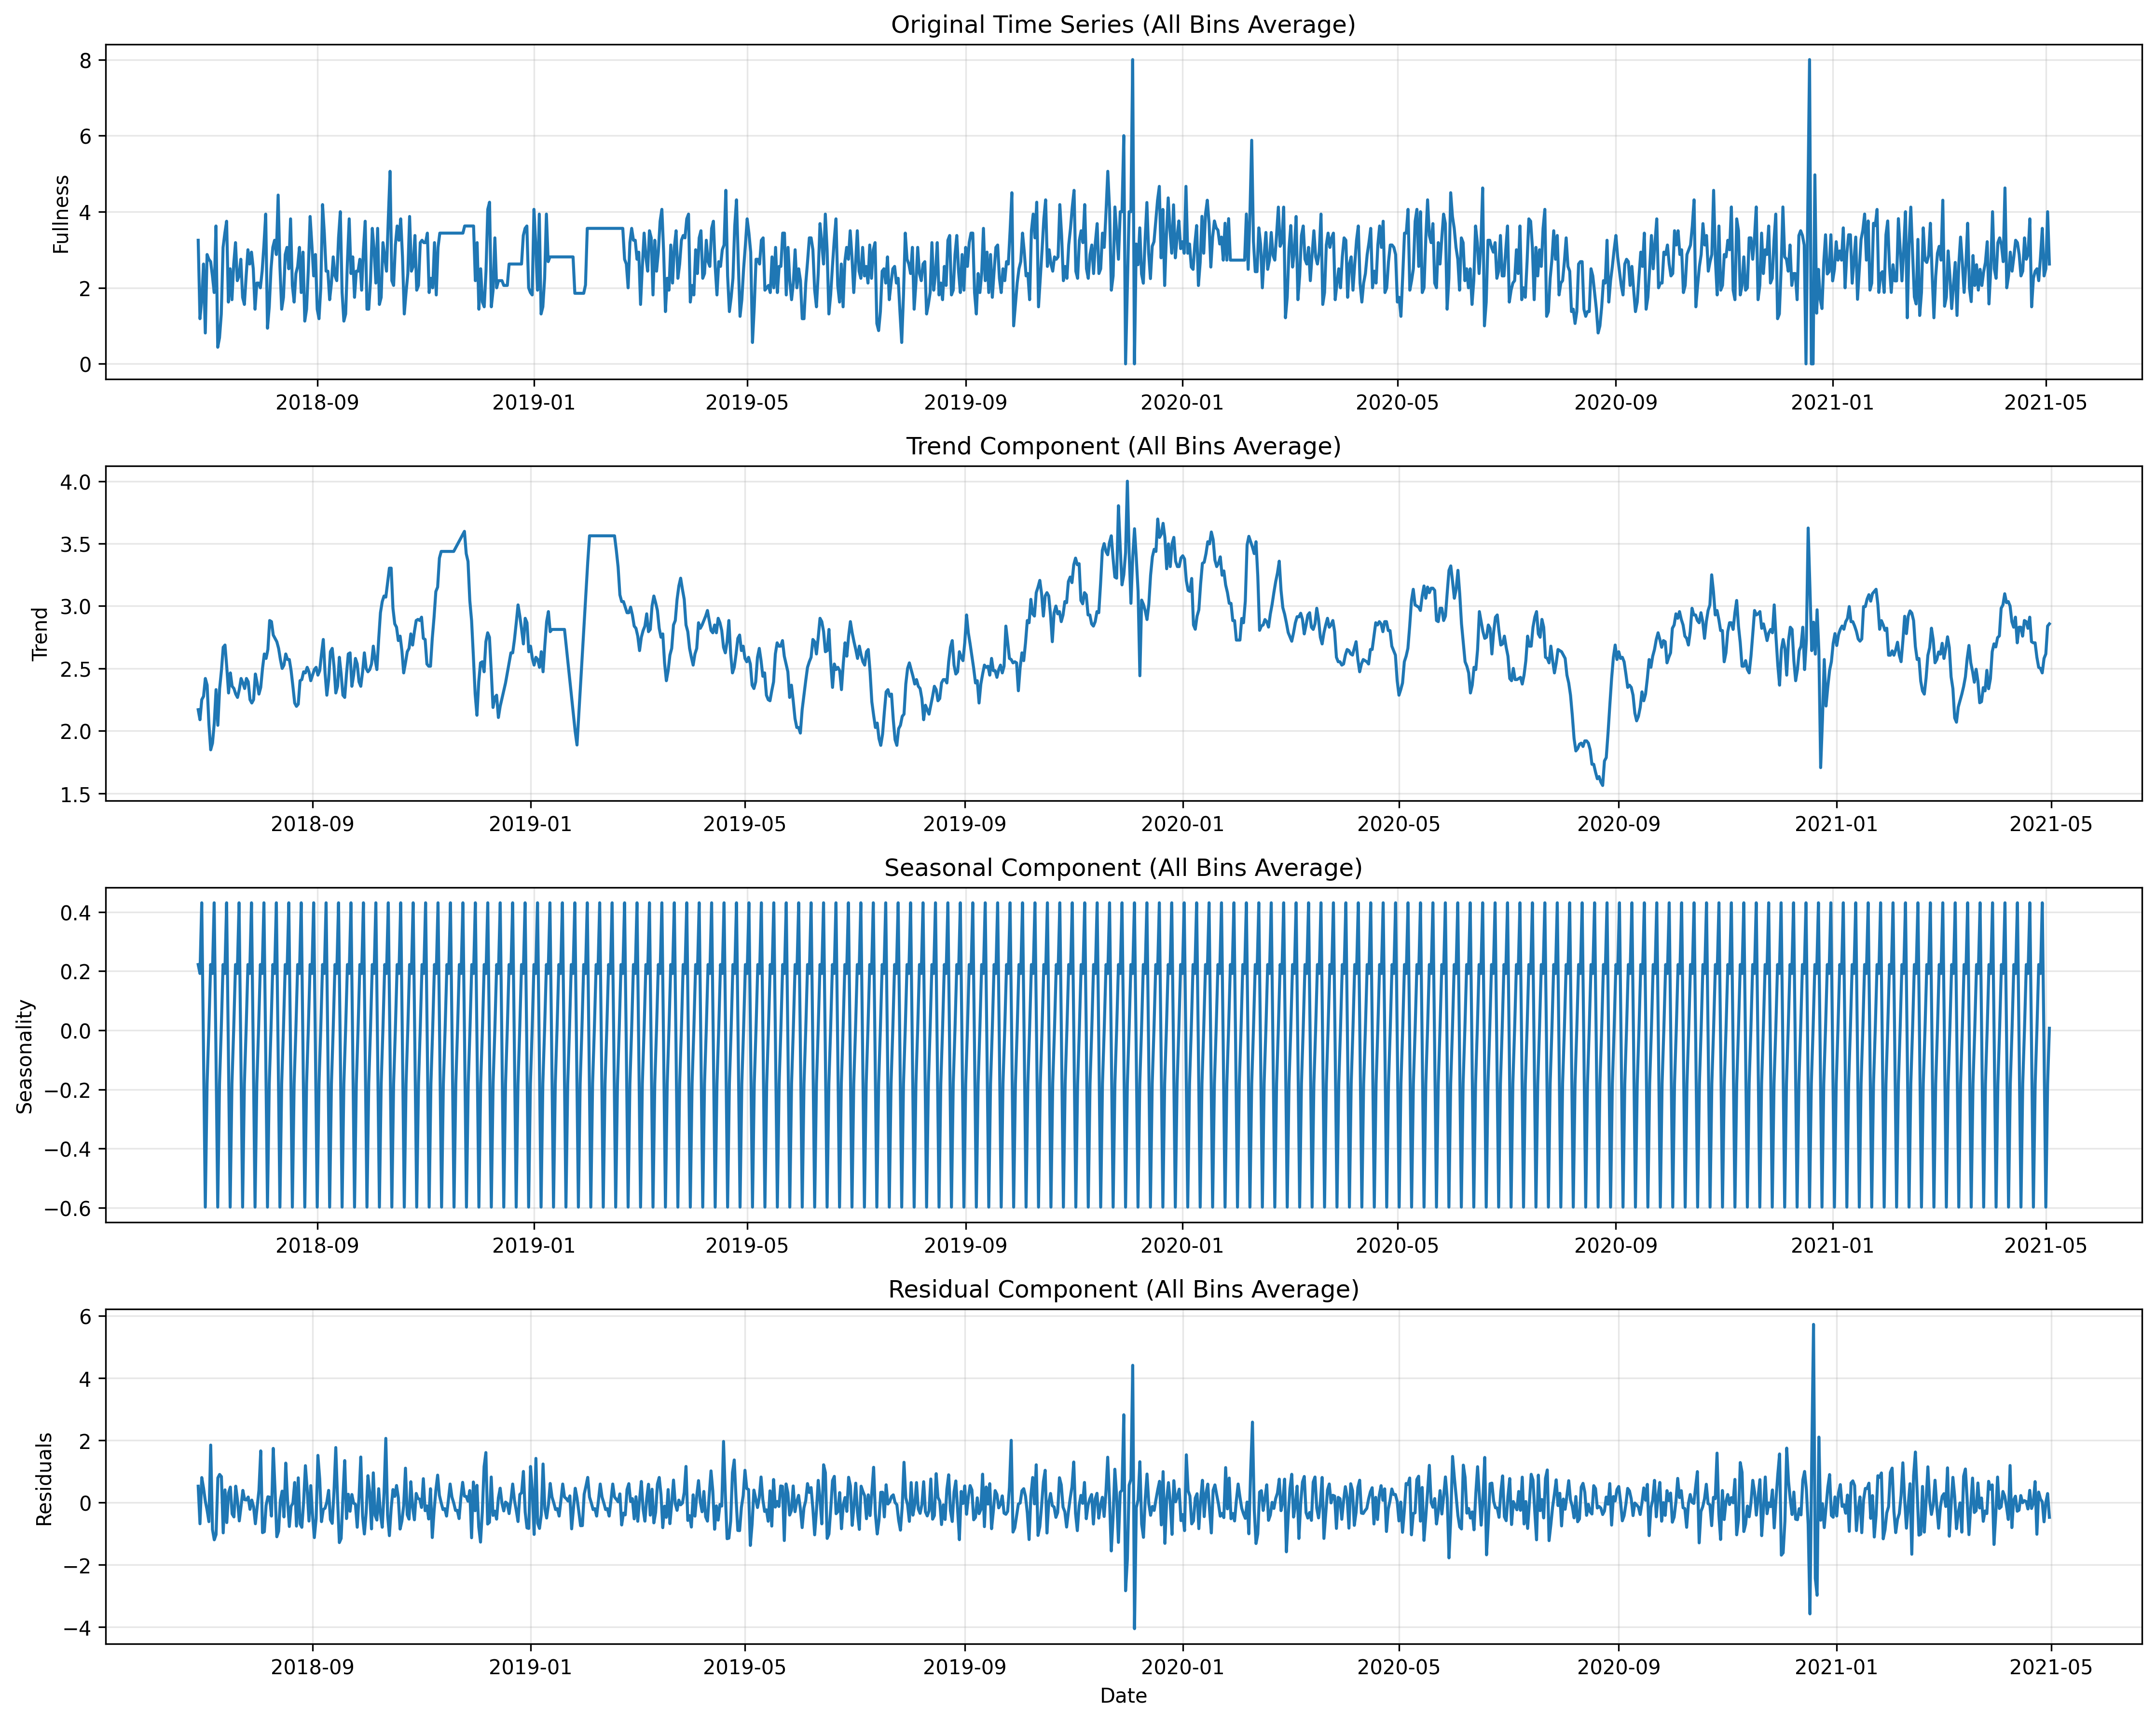 Original Time Series (All Bins Average)
Fullness
8
6
4
2
0
2018-09 2019-01 2019-05 2019-09 2020-01 2020-05 2020-09 2021-01 2021-05
Trend Component (All Bins Average)
Trend
4.0
3.5
3.0
2.5
2.0
1.5
2018-09 2019-01 2019-05 2019-09 2020-01 2020-05 2020-09 2021-01 2021-05
Seasonal Component (All Bins Average)
Seasonality
0.4
0.2
0.0
−0.2
−0.4
−0.6
2018-09 2019-01 2019-05 2019-09 2020-01 2020-05 2020-09 2021-01 2021-05
Residual Component (All Bins Average)
Residuals
6
4
2
0
−2
−4
2018-09 2019-01 2019-05 2019-09 2020-01 2020-05 2020-09 2021-01 2021-05
Date